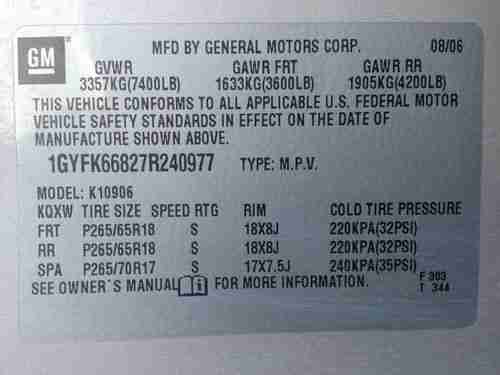 GM
MFD BY GENERAL MOTORS CORP. 08/06
GVWR GAWR FRT GAWR RR
3357KG(7400LB) 1633KG(3600LB) 1905KG(4200LB)
THIS VEHICLE CONFORMS TO ALL APPLICABLE U.S. FEDERAL MOTOR
VEHICLE SAFETY STANDARDS IN EFFECT ON THE DATE OF
MANUFACTURE SHOWN ABOVE.
1GYFK66827R240977 TYPE: M.P.V.
MODEL: K10906
KQXW TIRE SIZE SPEED RTG RIM COLD TIRE PRESSURE
FRT P265/65R18 S 18X8J 220KPA(32PSI)
RR P265/65R18 S 18X8J 220KPA(32PSI)
SPA P265/70R17 S 17X7.5J 240KPA(35PSI)
SEE OWNER'S MANUAL FOR MORE INFORMATION. F 303
T 344